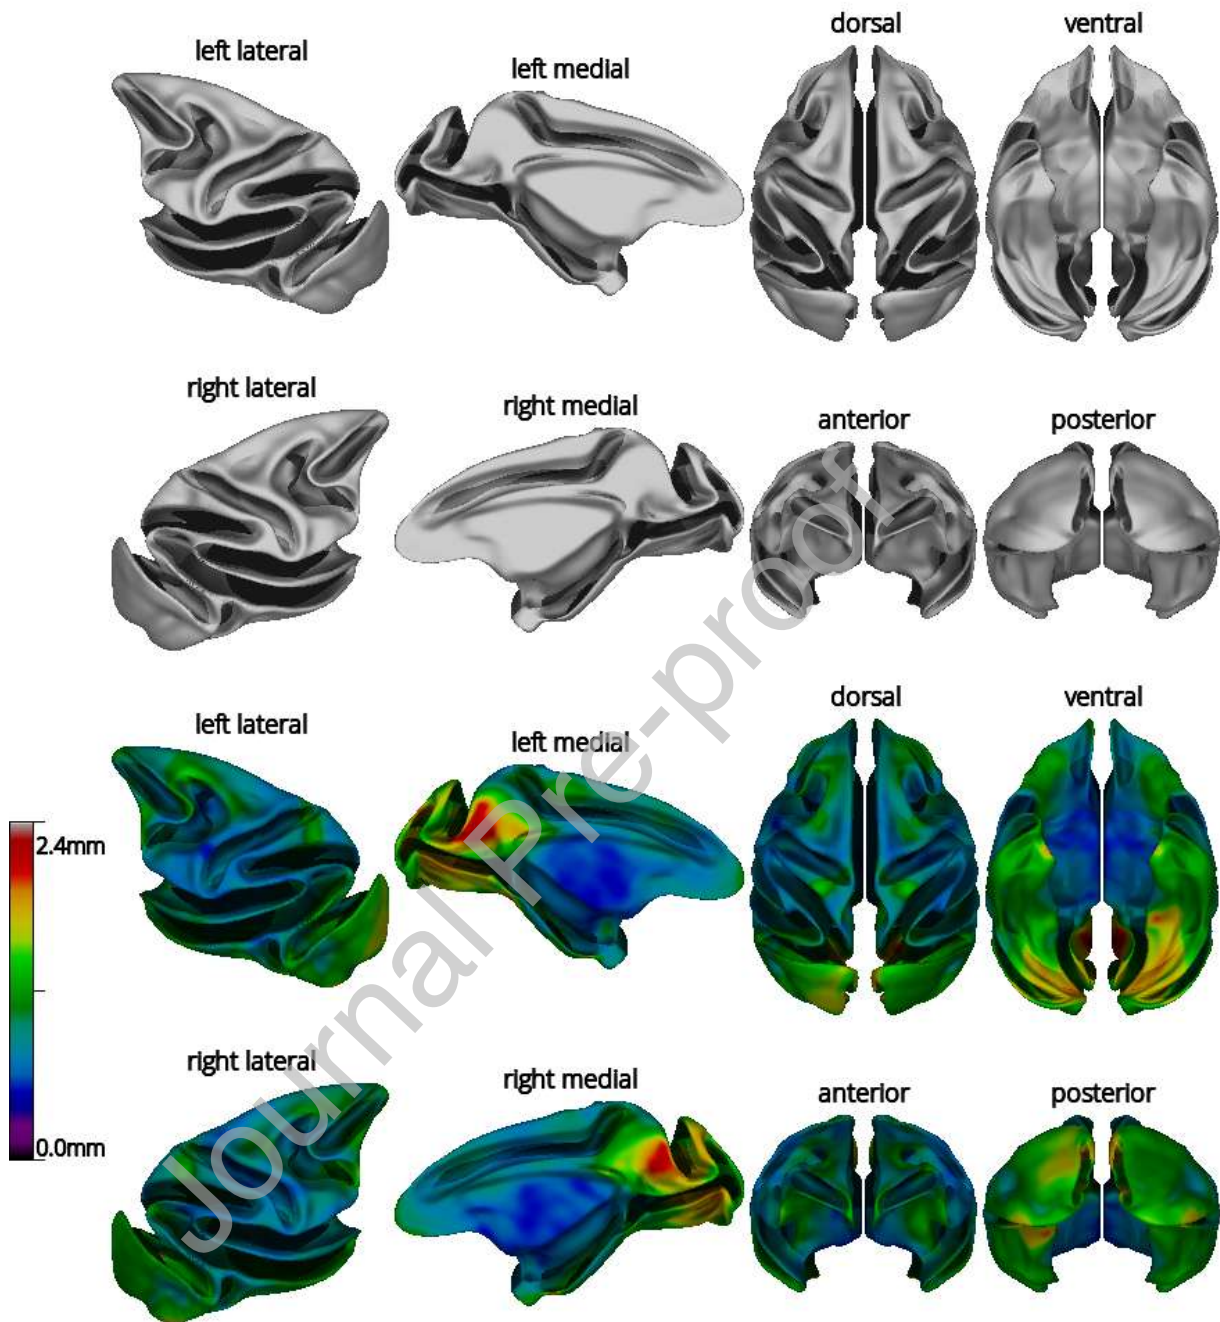 dorsal
ventral
left lateral
left medial
right lateral
right medial
anterior
posterior
dorsal
ventral
left lateral
left medial
2.4mm
0.0mm
right lateral
right medial
anterior
posterior
Journal Pre-proof